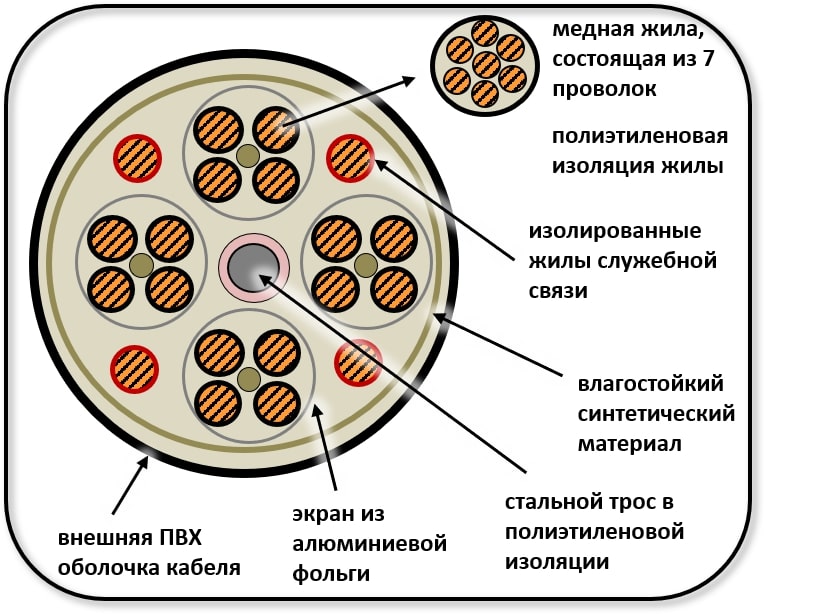 медная жила,
состоящая из 7
проволок
полиэтиленовая
изоляция жилы
изолированные
жилы служебной
связи
влагостойкий
синтетический
материал
стальной трос в
полиэтиленовой
изоляции
экран из
алюминиевой
фольги
внешняя ПВХ
оболочка кабеля